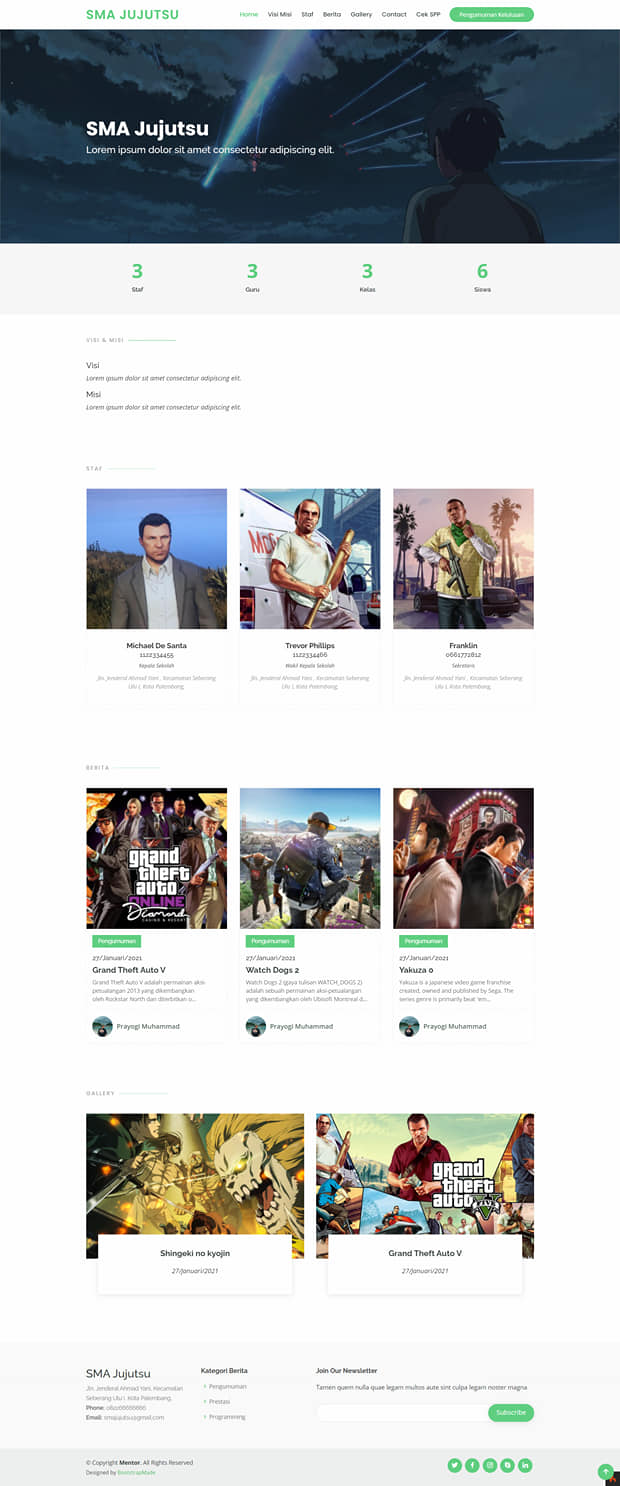 SMA JUJUTSU
Home Visi Misi Staf Berita Gallery Contact Cek SPP Pengumuman Kelulusan
SMA Jujutsu
Lorem ipsum dolor sit amet consectetur adipiscing elit.
3 3 3 6
Staf Guru Kelas Siswa
VISI & MISI
Visi
Lorem ipsum dolor sit amet consectetur adipiscing elit.
Misi
Lorem ipsum dolor sit amet consectetur adipiscing elit.
STAF
Michael De Santa
1122334455
Kepala Sekolah
Jln. Jenderal Ahmad Yani , Kecamatan Seberang
Ulu I, Kota Palembang.
Trevor Phillips
1122334466
Wakil Kepala Sekolah
Jln. Jenderal Ahmad Yani , Kecamatan Seberang
Ulu I, Kota Palembang.
Franklin
0661772812
Sekretaris
Jln. Jenderal Ahmad Yani , Kecamatan Seberang
Ulu I, Kota Palembang.
BERITA
grand
theft
auto
ONLINE
Diamond
CASINO & RESORT
Pengumuman
27/Januari/2021
Grand Theft Auto V
Grand Theft Auto V adalah permainan aksi-
petualangan 2013 yang dikembangkan
oleh Rockstar North dan diterbitkan o...
Prayogi Muhammad
Pengumuman
27/Januari/2021
Watch Dogs 2
Watch Dogs 2 (gaya tulisan WATCH_DOGS 2)
adalah sebuah permainan aksi-petualangan
yang dikembangkan oleh Ubisoft Montreal d...
Prayogi Muhammad
Pengumuman
27/Januari/2021
Yakuza 0
Yakuza is a Japanese video game franchise
created, owned and published by Sega. The
series genre is primarily beat 'em...
Prayogi Muhammad
GALLERY
Shingeki no kyojin
27/Januari/2021
grand
theft
auto
V
FIVE
Grand Theft Auto V
27/Januari/2021
SMA Jujutsu
Jln. Jenderal Ahmad Yani, Kecamatan
Seberang Ulu I, Kota Palembang,
Phone:
Email: smajujutsu@gmail.com
Kategori Berita
Pengumuman
Prestasi
Programming
Join Our Newsletter
Tamen quem nulla quae legam multos aute sint culpa legam noster magna
Subscribe
© Copyright Mentor. All Rights Reserved
Designed by BootstrapMade